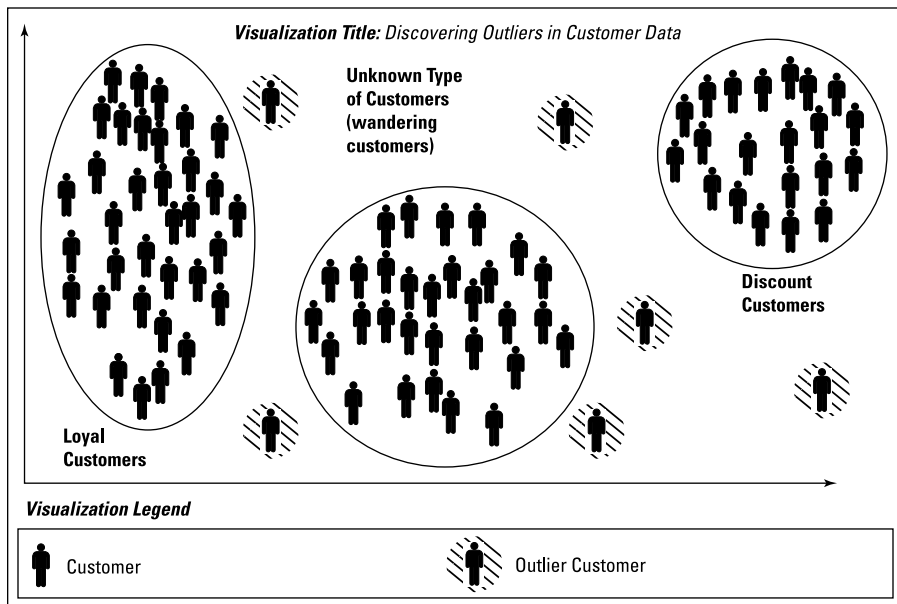 Visualization Title: Discovering Outliers in Customer Data
Unknown Type
of Customers
(wandering
customers)
Discount
Customers
Loyal
Customers
Visualization Legend
Customer
Outlier Customer